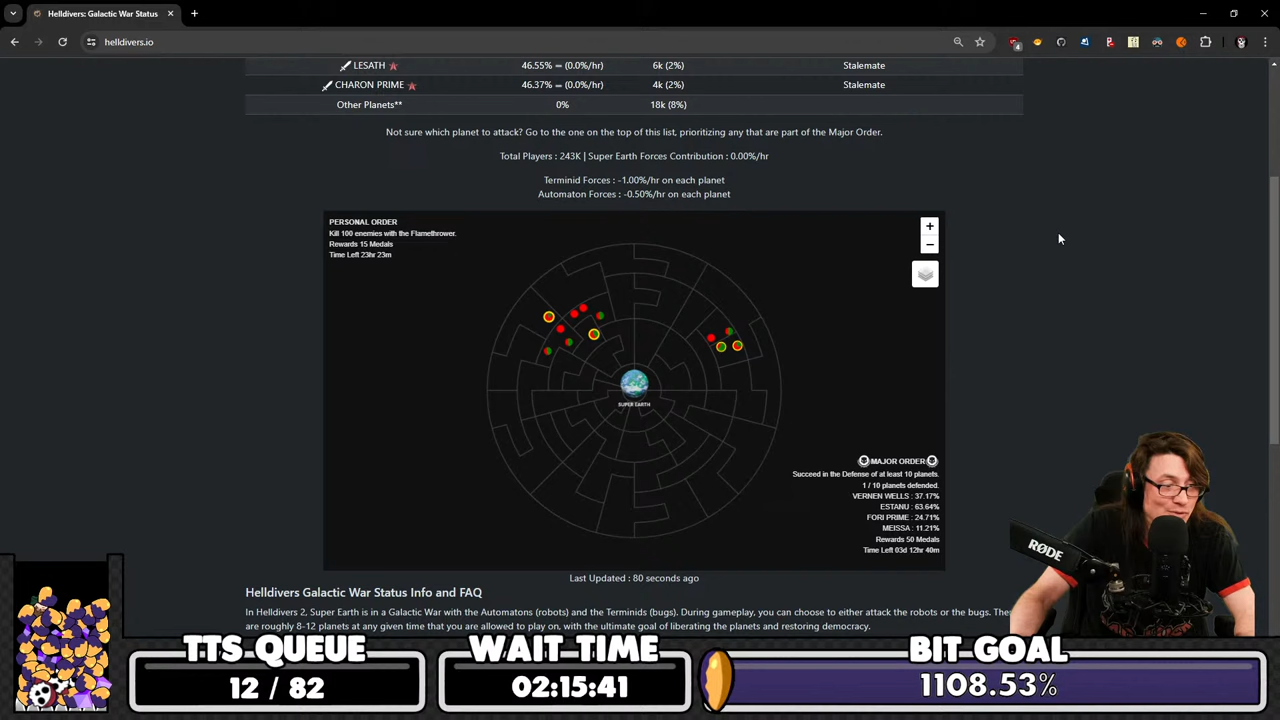 Helldivers: Galactic War Status
helldivers.io
4
LESATH 46.55% = (0.0%/hr) 6k (2%) Stalemate
CHARON PRIME 46.37% = (0.0%/hr) 4k (2%) Stalemate
Other Planets** 0% 18k (8%)
Not sure which planet to attack? Go to the one on the top of this list, prioritizing any that are part of the Major Order.
Total Players : 243K | Super Earth Forces Contribution : 0.00%/hr
Terminid Forces : -1.00%/hr on each planet
Automaton Forces : -0.50%/hr on each planet
PERSONAL ORDER
Kill 100 enemies with the Flamethrower.
Rewards 15 Medals
Time Left 23hr 23m
+
−
SUPER EARTH
MAJOR ORDER
Succeed in the Defense of at least 10 planets.
1 / 10 planets defended.
VERNEN WELLS : 37.17%
ESTANU : 63.64%
FORI PRIME : 24.71%
MEISSA : 11.21%
Rewards 50 Medals
Time Left 03d 12hr 40m
Last Updated : 80 seconds ago
Helldivers Galactic War Status Info and FAQ
In Helldivers 2, Super Earth is in a Galactic War with the Automatons (robots) and the Terminids (bugs). During gameplay, you can choose to either attack the robots or the bugs. The
are roughly 8-12 planets at any given time that you are allowed to play on, with the ultimate goal of liberating the planets and restoring democracy.
RØDE
TTS QUEUE
12 / 82
WAIT TIME
02:15:41
BIT GOAL
1108.53%